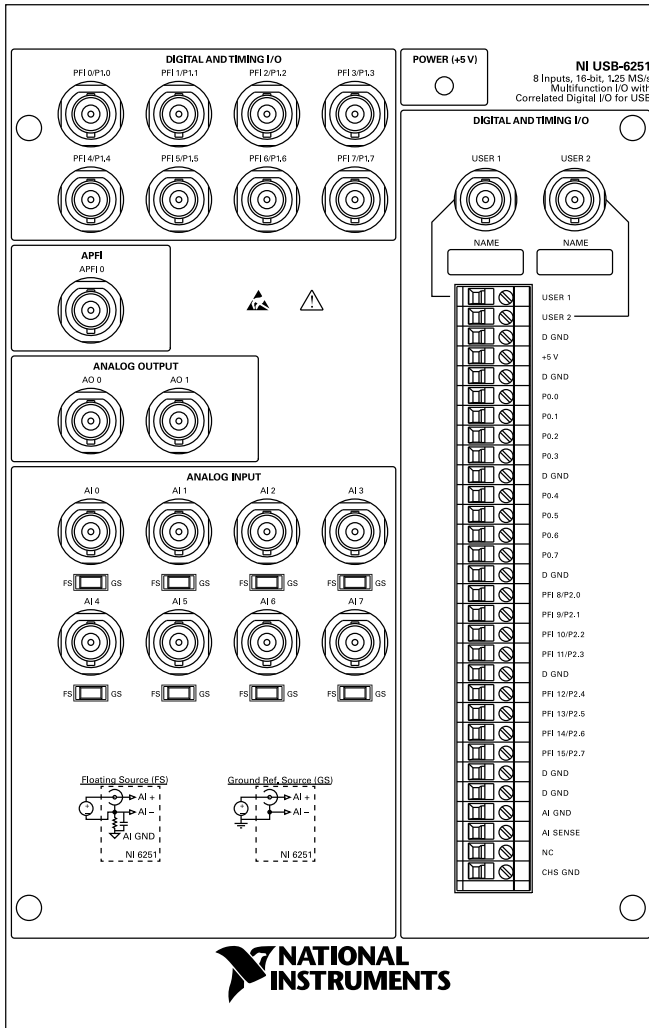 DIGITAL AND TIMING I/O
PFI 0/P1.0 PFI 1/P1.1 PFI 2/P1.2 PFI 3/P1.3
PFI 4/P1.4 PFI 5/P1.5 PFI 6/P1.6 PFI 7/P1.7
APFI
APFI 0
ANALOG OUTPUT
AO 0 AO 1
ANALOG INPUT
AI 0 AI 1 AI 2 AI 3
FS GS FS GS FS GS FS GS
AI 4 AI 5 AI 6 AI 7
FS GS FS GS FS GS FS GS
Floating Source (FS)
AI +
AI –
AI GND
NI 6251
Ground Ref. Source (GS)
AI +
AI –
NI 6251
POWER (+5 V)
NI USB-6251
8 Inputs, 16-bit, 1.25 MS/s
Multifunction I/O with
Correlated Digital I/O for USB
DIGITAL AND TIMING I/O
USER 1 USER 2
NAME NAME
USER 1
USER 2
D GND
+5 V
D GND
P0.0
P0.1
P0.2
P0.3
D GND
P0.4
P0.5
P0.6
P0.7
D GND
PFI 8/P2.0
PFI 9/P2.1
PFI 10/P2.2
PFI 11/P2.3
D GND
PFI 12/P2.4
PFI 13/P2.5
PFI 14/P2.6
PFI 15/P2.7
D GND
D GND
AI GND
AI SENSE
NC
CHS GND
NATIONAL
INSTRUMENTS